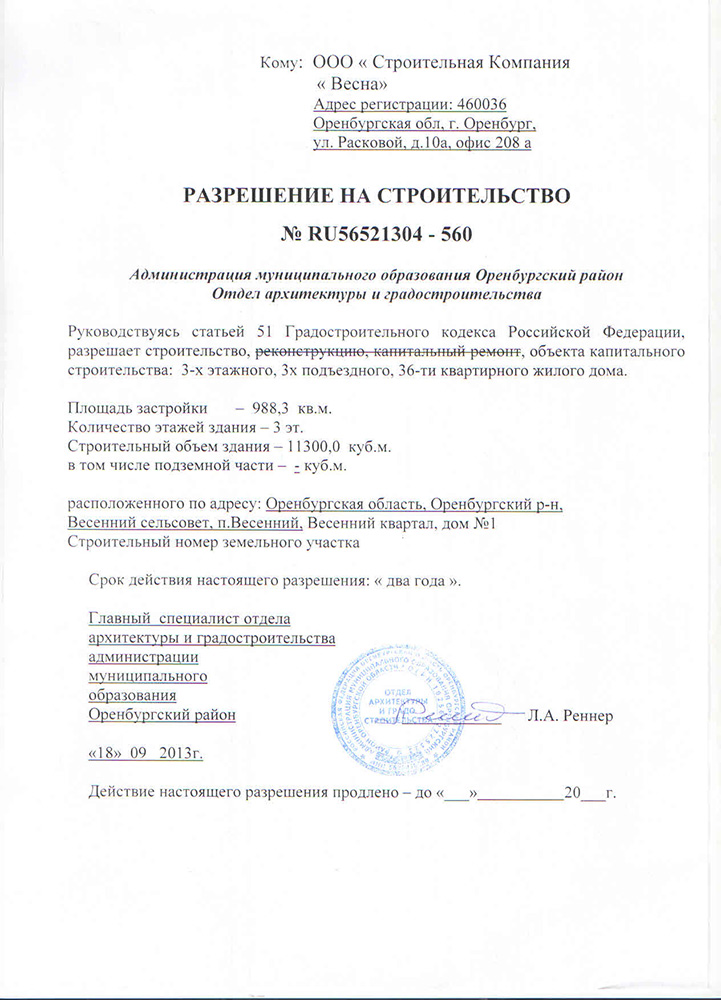 Кому: ООО « Строительная Компания
« Весна»
Адрес регистрации: 460036
Оренбургская обл, г. Оренбург,
ул. Расковой, д.10а, офис 208 а
РАЗРЕШЕНИЕ НА СТРОИТЕЛЬСТВО
№ RU56521304 - 560
Администрация муниципального образования Оренбургский район
Отдел архитектуры и градостроительства
Руководствуясь статьей 51 Градостроительного кодекса Российской Федерации,
разрешает строительство, реконструкцию, капитальный ремонт, объекта капитального
строительства: 3-х этажного, 3х подъездного, 36-ти квартирного жилого дома.
Площадь застройки – 988,3 кв.м.
Количество этажей здания – 3 эт.
Строительный объем здания – 11300,0 куб.м.
в том числе подземной части – - куб.м.
расположенного по адресу: Оренбургская область, Оренбургский р-н,
Весенний сельсовет, п.Весенний, Весенний квартал, дом №1
Строительный номер земельного участка
Срок действия настоящего разрешения: « два года ».
Главный специалист отдела
архитектуры и градостроительства
администрации
муниципального
образования
Оренбургский район
ОТДЕЛ
АРХИТЕКТУРЫ
И ГРАДО
СТРОИТЕЛЬСТВА
Л.А. Реннер
«18» 09 2013г.
Действие настоящего разрешения продлено – до «___»___________20___г.